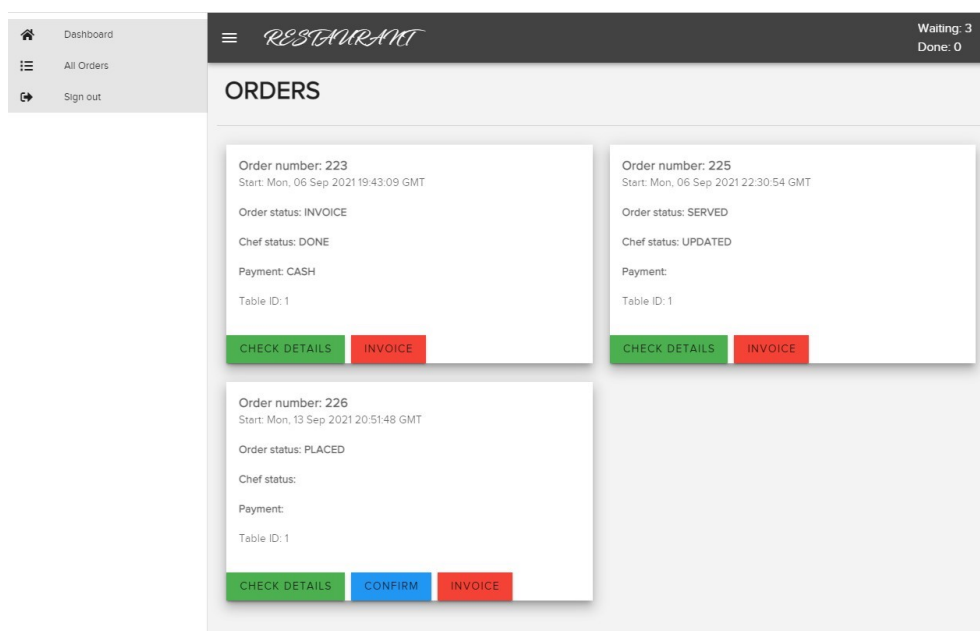 Dashboard
All Orders
Sign out
RESTAURANT
Waiting: 3
Done: 0
ORDERS
Order number: 223
Start: Mon, 06 Sep 2021 19:43:09 GMT
Order status: INVOICE
Chef status: DONE
Payment: CASH
Table ID: 1
CHECK DETAILS INVOICE
Order number: 225
Start: Mon, 06 Sep 2021 22:30:54 GMT
Order status: SERVED
Chef status: UPDATED
Payment:
Table ID: 1
CHECK DETAILS INVOICE
Order number: 226
Start: Mon, 13 Sep 2021 20:51:48 GMT
Order status: PLACED
Chef status:
Payment:
Table ID: 1
CHECK DETAILS CONFIRM INVOICE